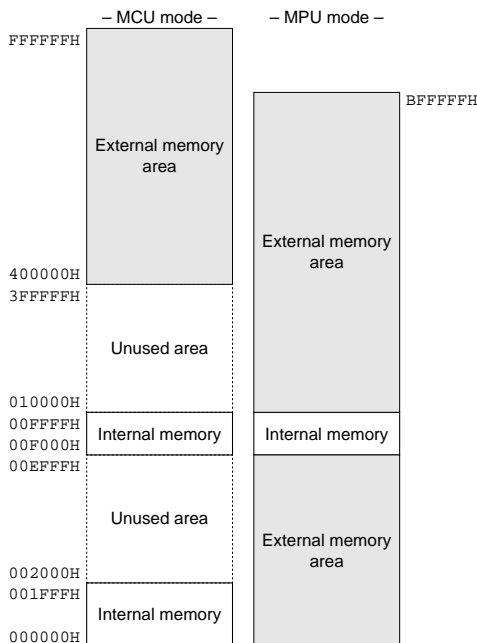 – MCU mode –
– MPU mode –
FFFFFFH
BFFFFFH
External memory
area
External memory
area
400000H
3FFFFFH
Unused area
010000H
00FFFFH
Internal memory
Internal memory
00F000H
00EFFFH
Unused area
External memory
area
002000H
001FFFH
Internal memory
000000H